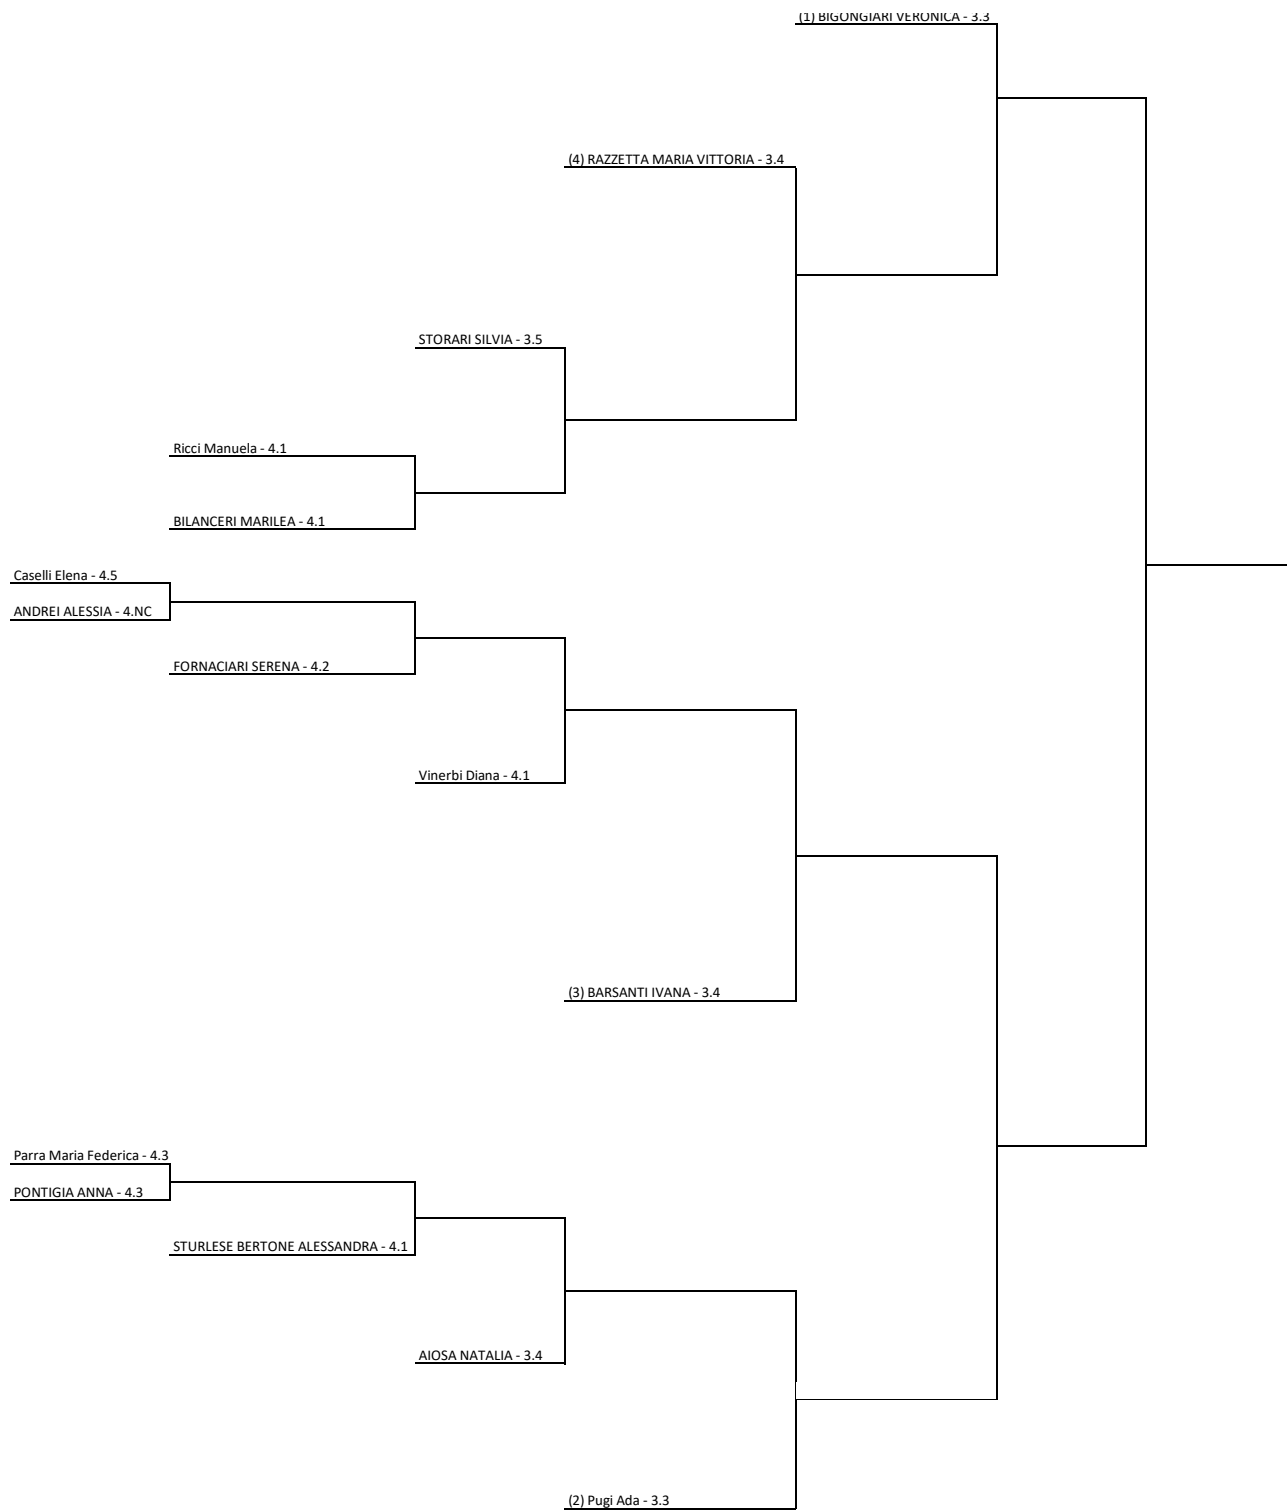 (1) BIGONGIARI VERONICA - 3.3
(4) RAZZETTA MARIA VITTORIA - 3.4
STORARI SILVIA - 3.5
Ricci Manuela - 4.1
BILANCERI MARILEA - 4.1
Caselli Elena - 4.5
ANDREI ALESSIA - 4.NC
FORNACIARI SERENA - 4.2
Vinerbi Diana - 4.1
(3) BARSANTI IVANA - 3.4
Parra Maria Federica - 4.3
PONTIGIA ANNA - 4.3
STURLESE BERTONE ALESSANDRA - 4.1
AIOSA NATALIA - 3.4
(2) Pugi Ada - 3.3